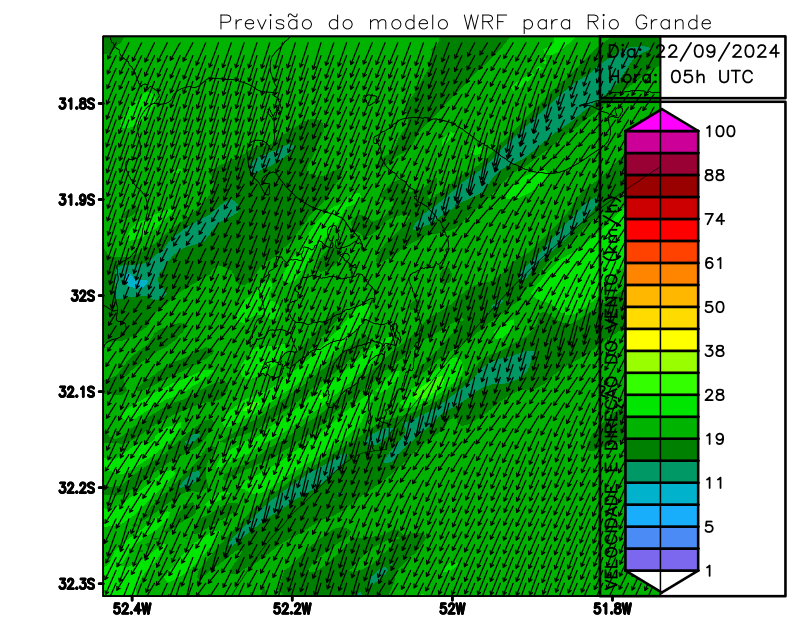 Previsão do modelo WRF para Rio Grande
Dia: 22/09/2024
Hora: 05h UTC
31.8S
31.9S
32S
32.1S
32.2S
32.3S
52.4W
52.2W
52W
51.8W
VELOCIDADE E DIREÇÃO DO VENTO (km/h)
100
88
74
61
50
38
28
19
11
5
1